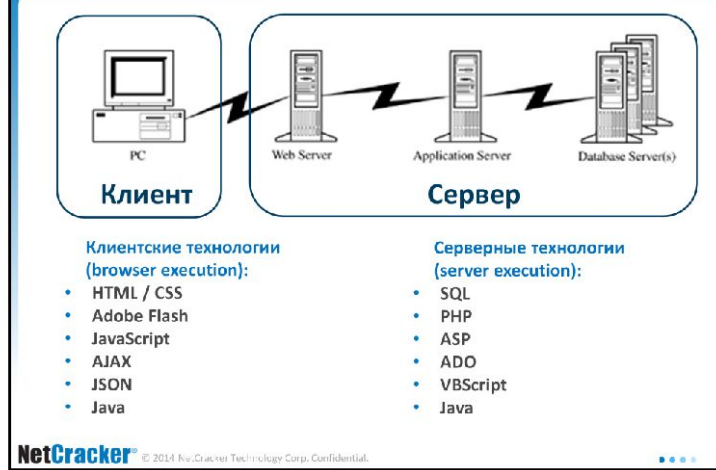 PC
Web Server
Application Server
Database Server(s)
Клиент
Сервер
Клиентские технологии
(browser execution):
• HTML / CSS
• Adobe Flash
• JavaScript
• AJAX
• JSON
• Java
Серверные технологии
(server execution):
• SQL
• PHP
• ASP
• ADO
• VBScript
• Java
NetCracker® © 2014 NetCracker Technology Corp. Confidential.